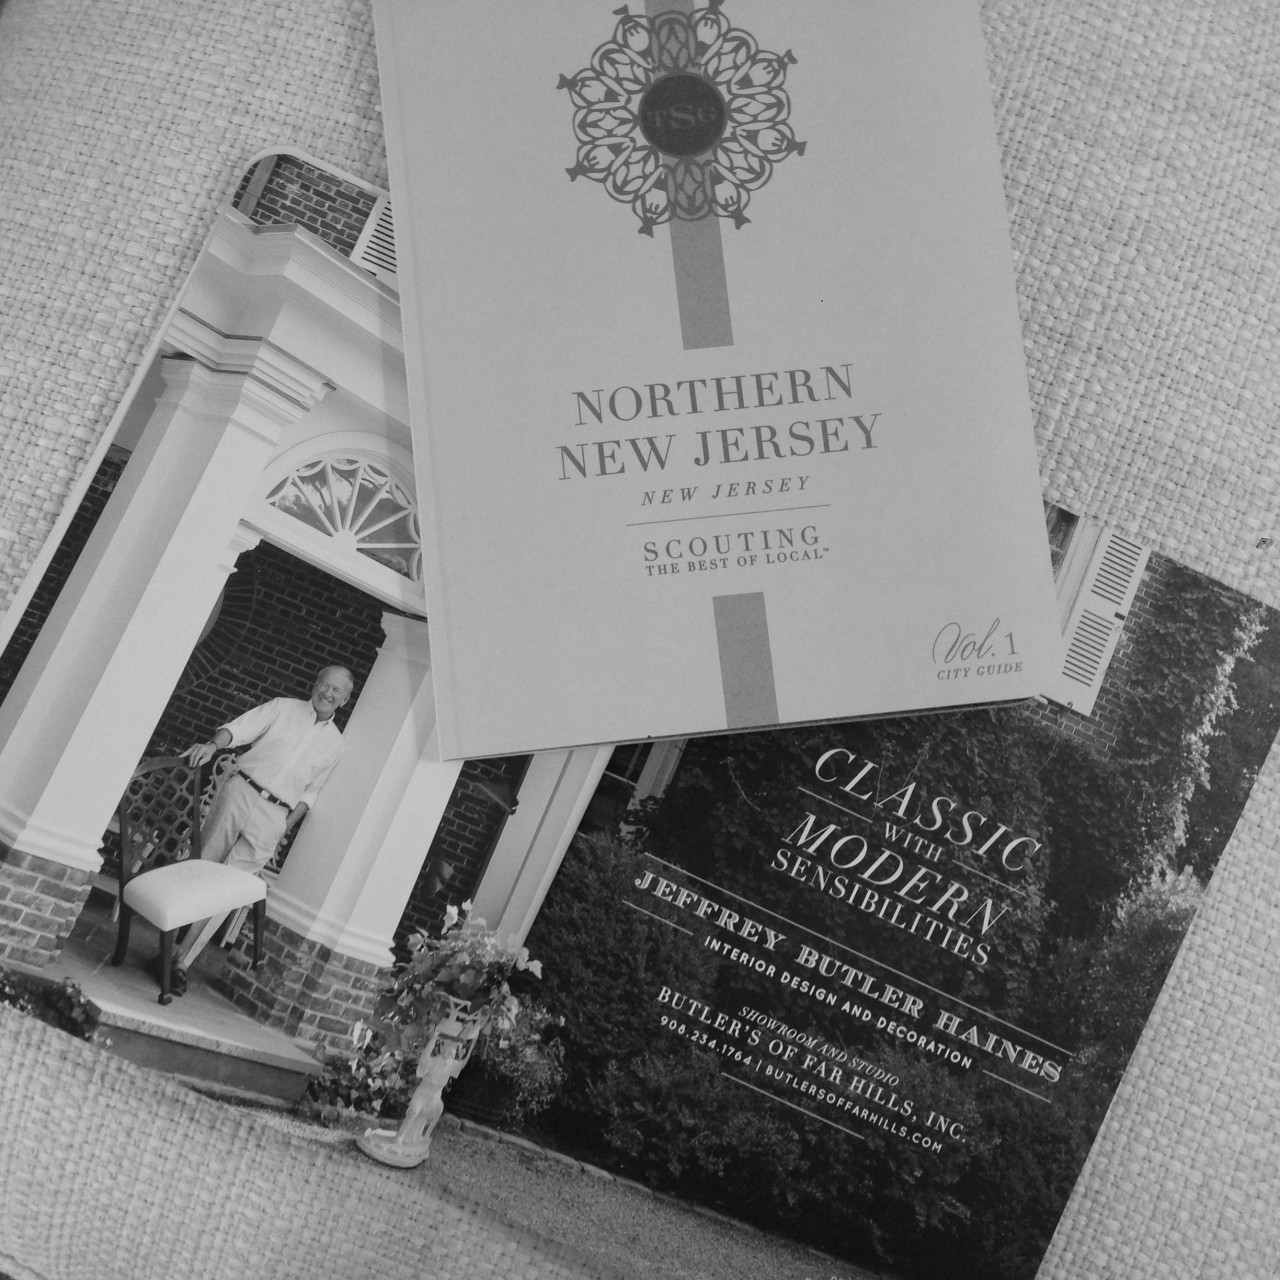 TSG
NORTHERN
NEW JERSEY
NEW JERSEY
SCOUTING
THE BEST OF LOCAL™
Vol. 1
CITY GUIDE
CLASSIC
WITH
MODERN
SENSIBILITIES
JEFFREY BUTLER HAINES
INTERIOR DESIGN AND DECORATION
SHOWROOM AND STUDIO
BUTLER'S OF FAR HILLS, INC.
908.234.1764 | BUTLERSOFFARHILLS.COM